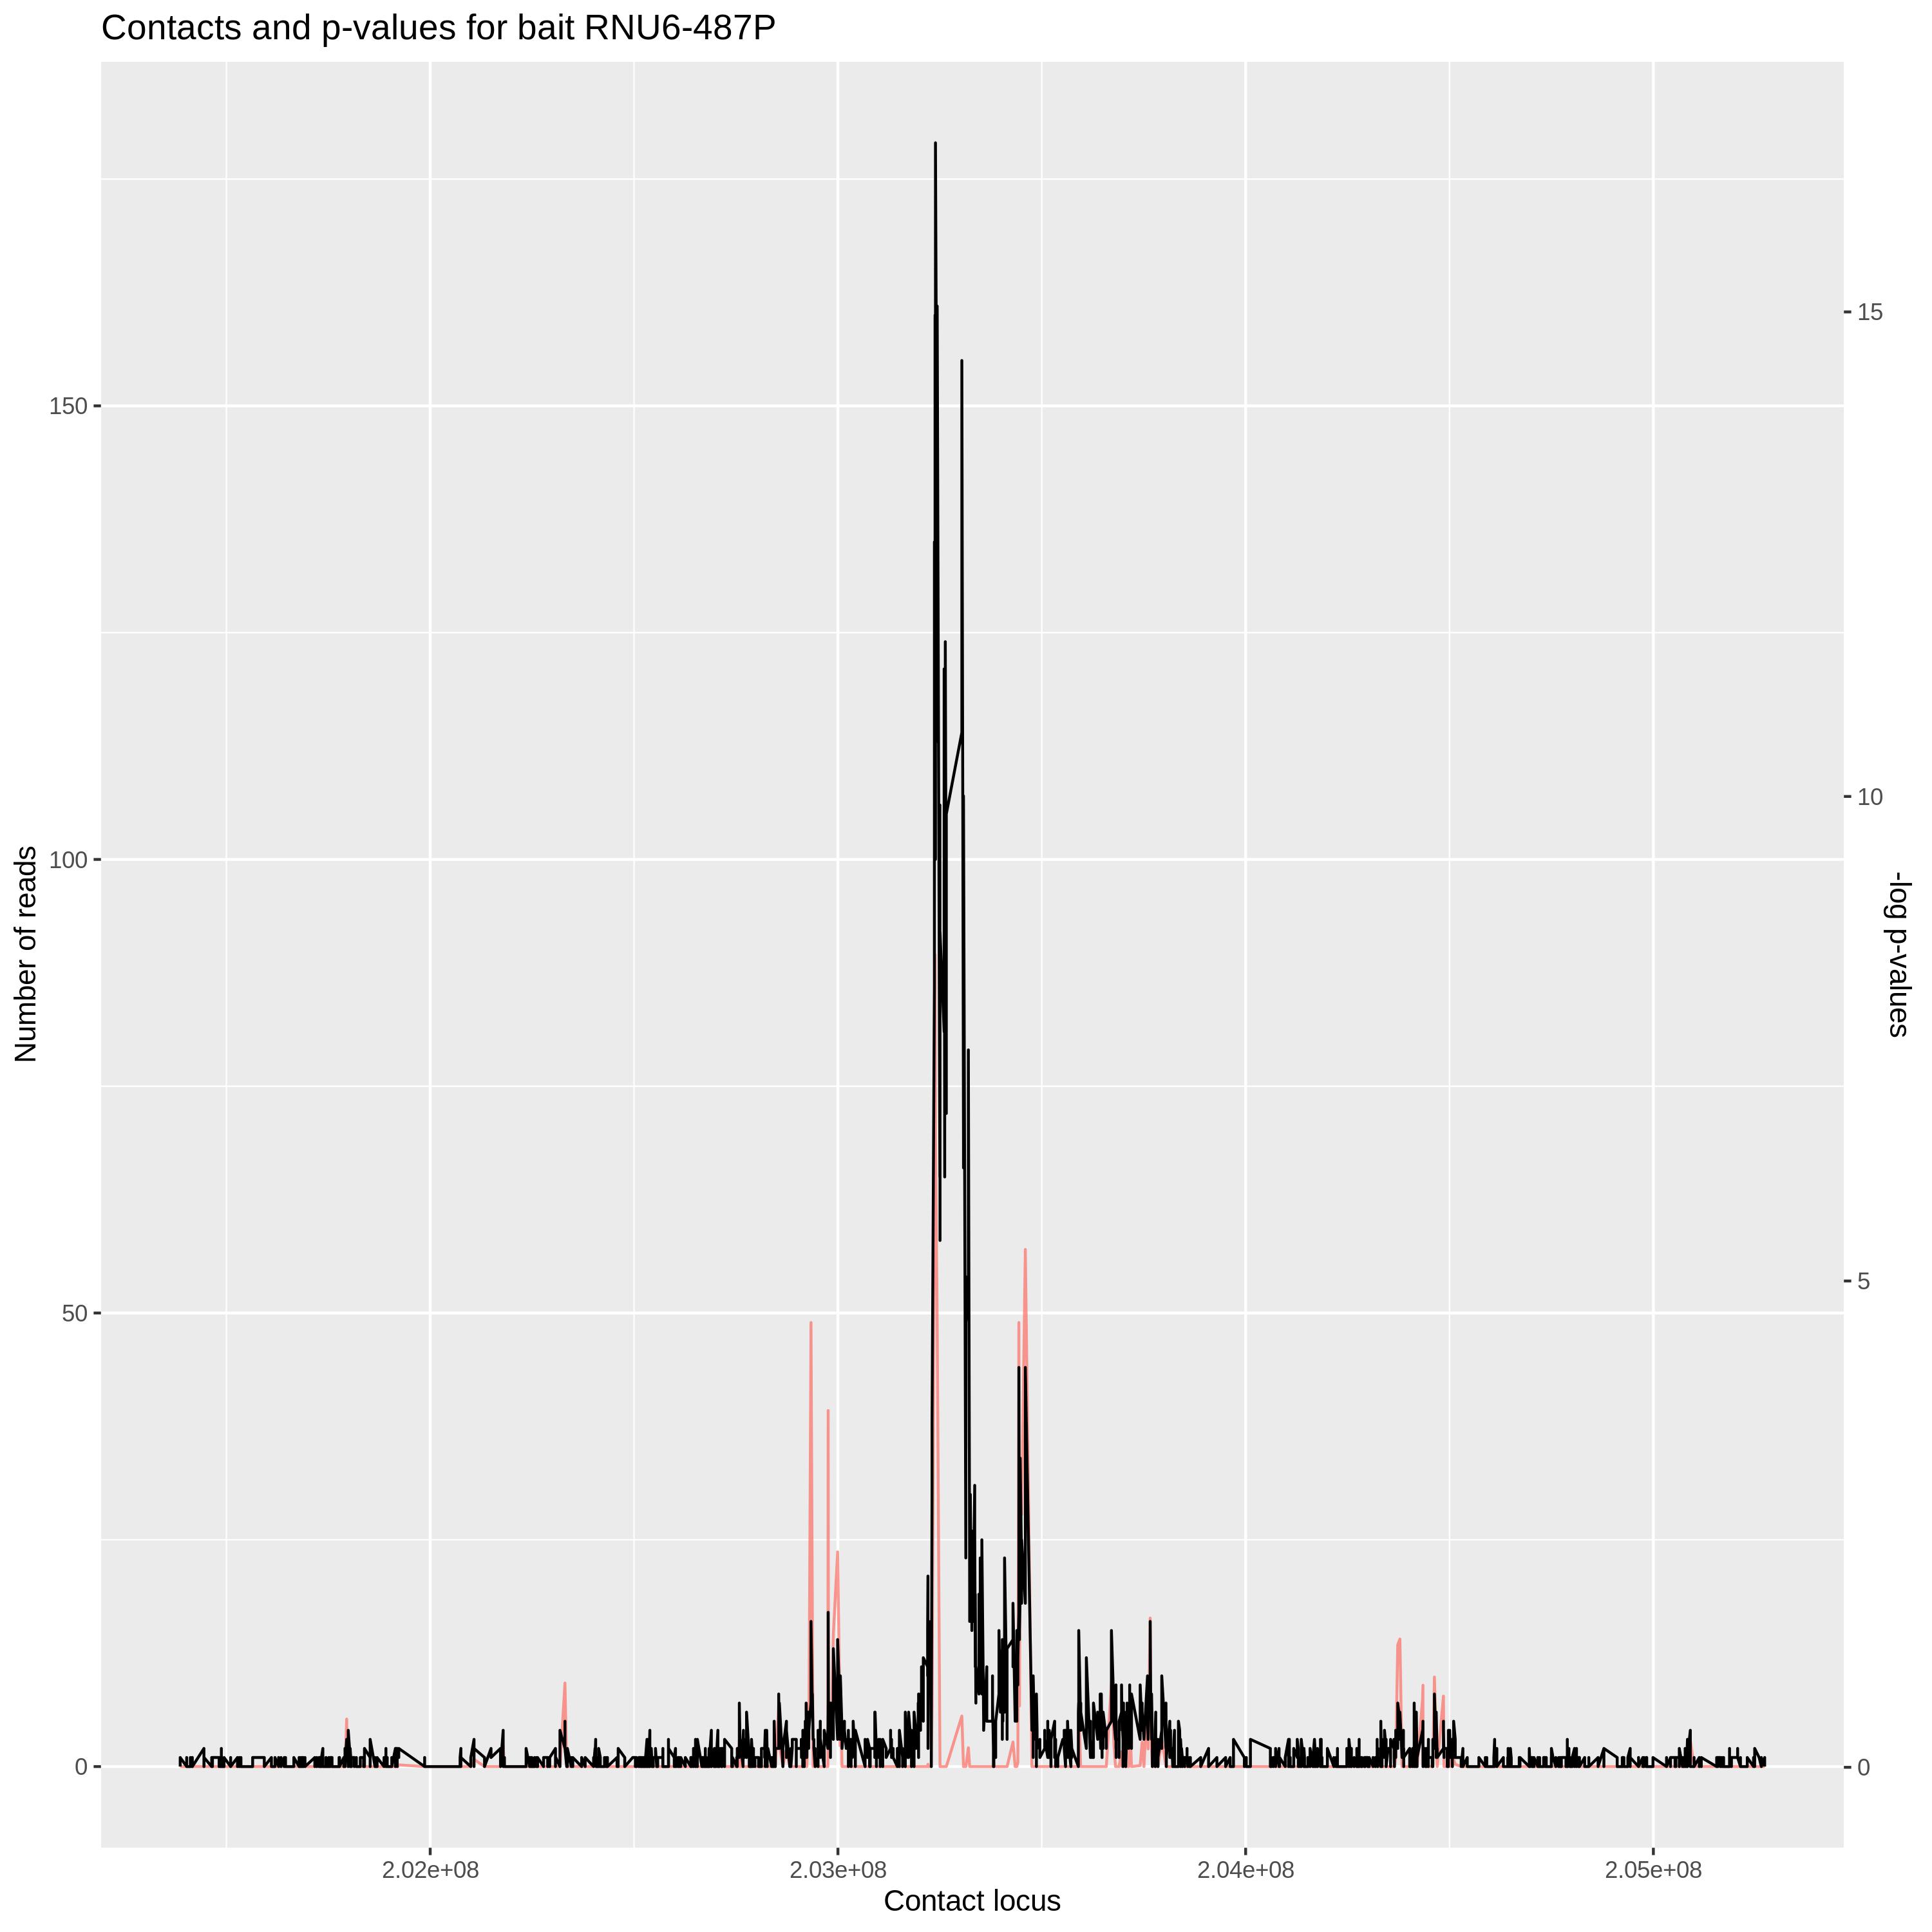 Contacts and p-values for bait RNU6-487P
150
100
50
0
Number of reads
15
10
5
0
-log p-values
2.02e+08
2.03e+08
2.04e+08
2.05e+08
Contact locus